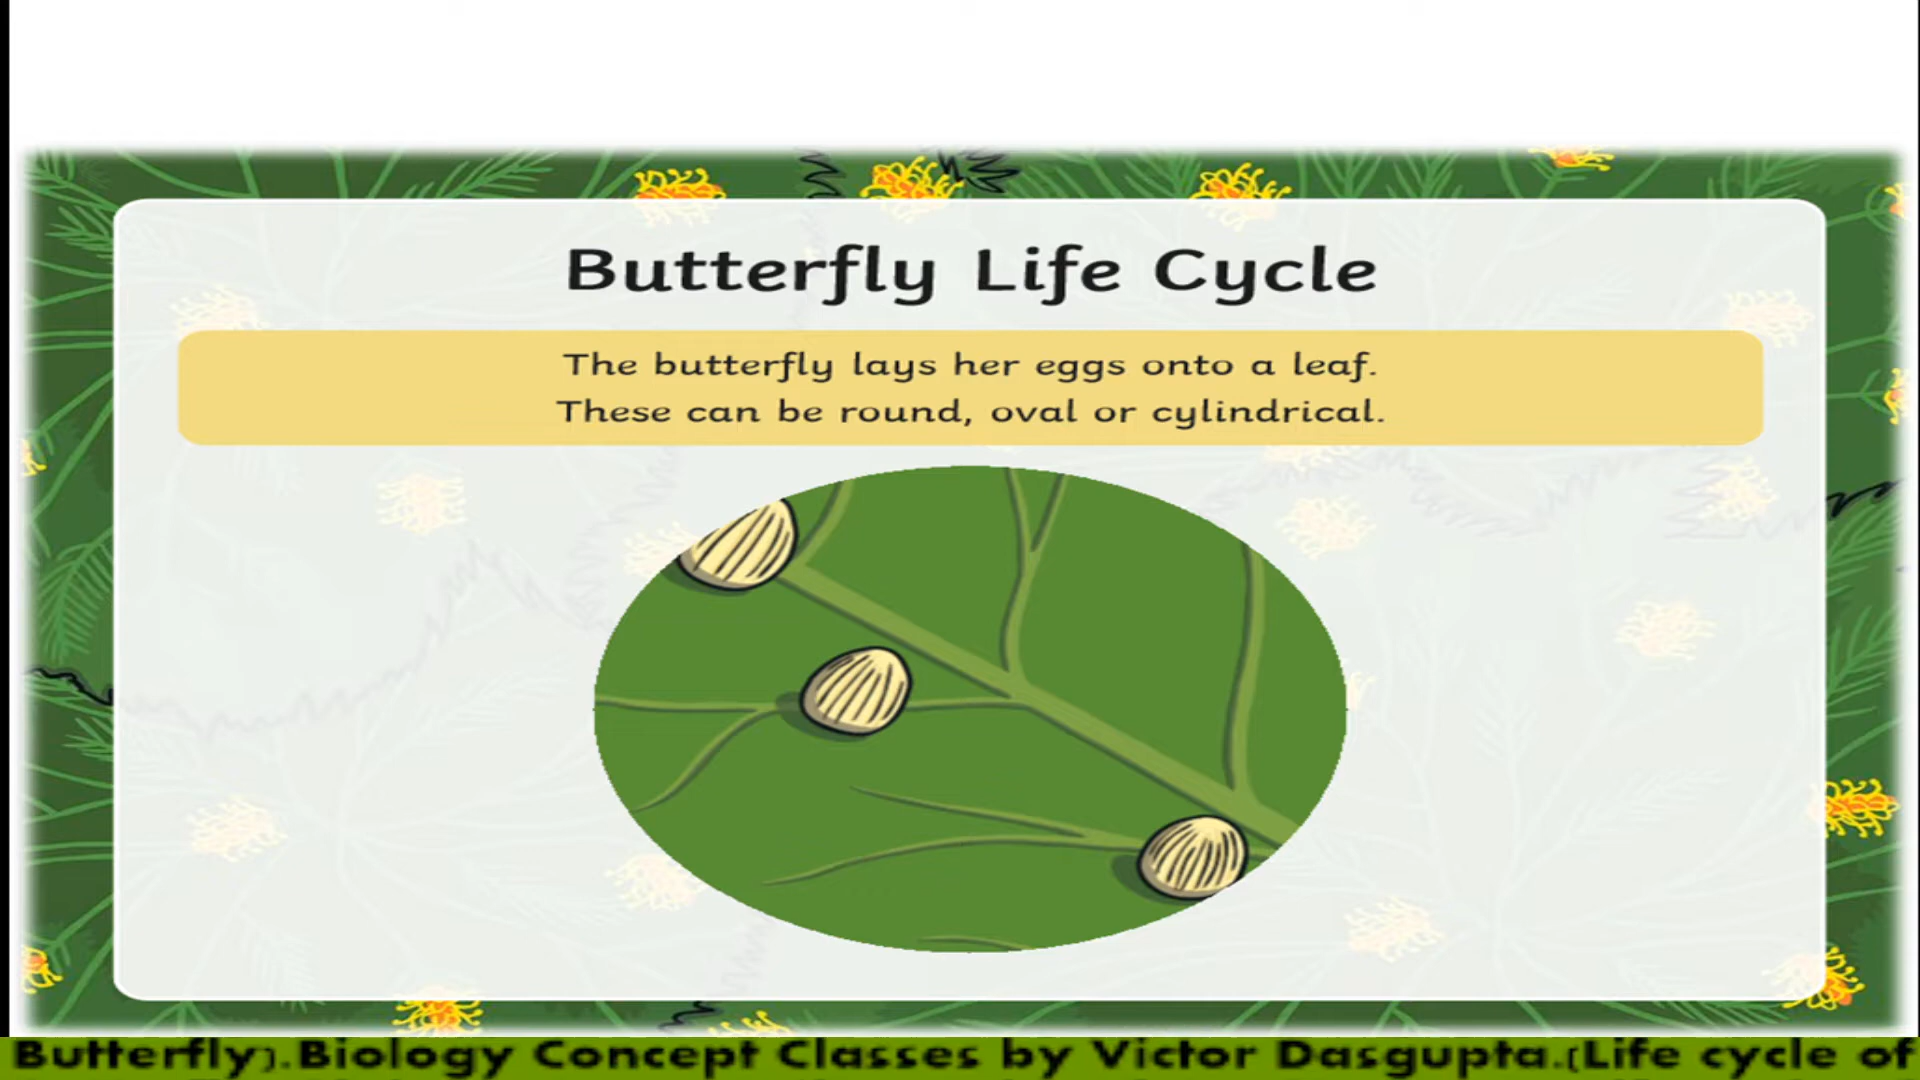 Butterfly Life Cycle
The butterfly lays her eggs onto a leaf.
These can be round, oval or cylindrical.
Butterfly).Biology Concept Classes by Victor Dasgupta.(Life cycle of